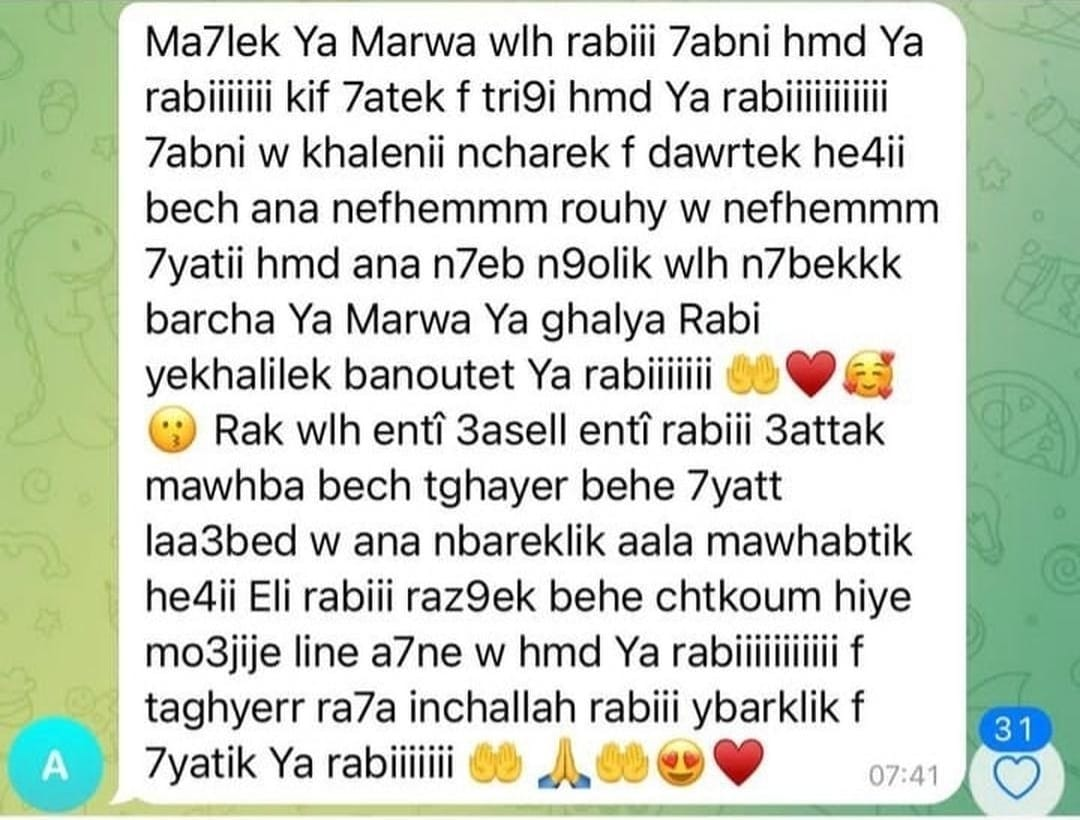 Ma7lek Ya Marwa wlh rabiii 7abni hmd Ya
rabiiiiiii kif 7atek f tri9i hmd Ya rabiiiiiiiiiii
7abni w khalenii ncharek f dawrtek he4ii
bech ana nefhemmm rouhy w nefhemmm
7yatii hmd ana n7eb n9olik wlh n7bekkk
barcha Ya Marwa Ya ghalya Rabi
yekhalilek banoutet Ya rabiiiiiii 🤲♥️🥰
😗 Rak wlh entî 3asell entî rabiii 3attak
mawhba bech tghayer behe 7yatt
laa3bed w ana nbareklik aala mawhabtik
he4ii Eli rabiii raz9ek behe chtkoum hiye
mo3jije line a7ne w hmd Ya rabiiiiiiiiiii f
taghyerr ra7a inchallah rabiii ybarklik f
7yatik Ya rabiiiiiii 🤲 🙏🤲😍♥️
07:41
A
31